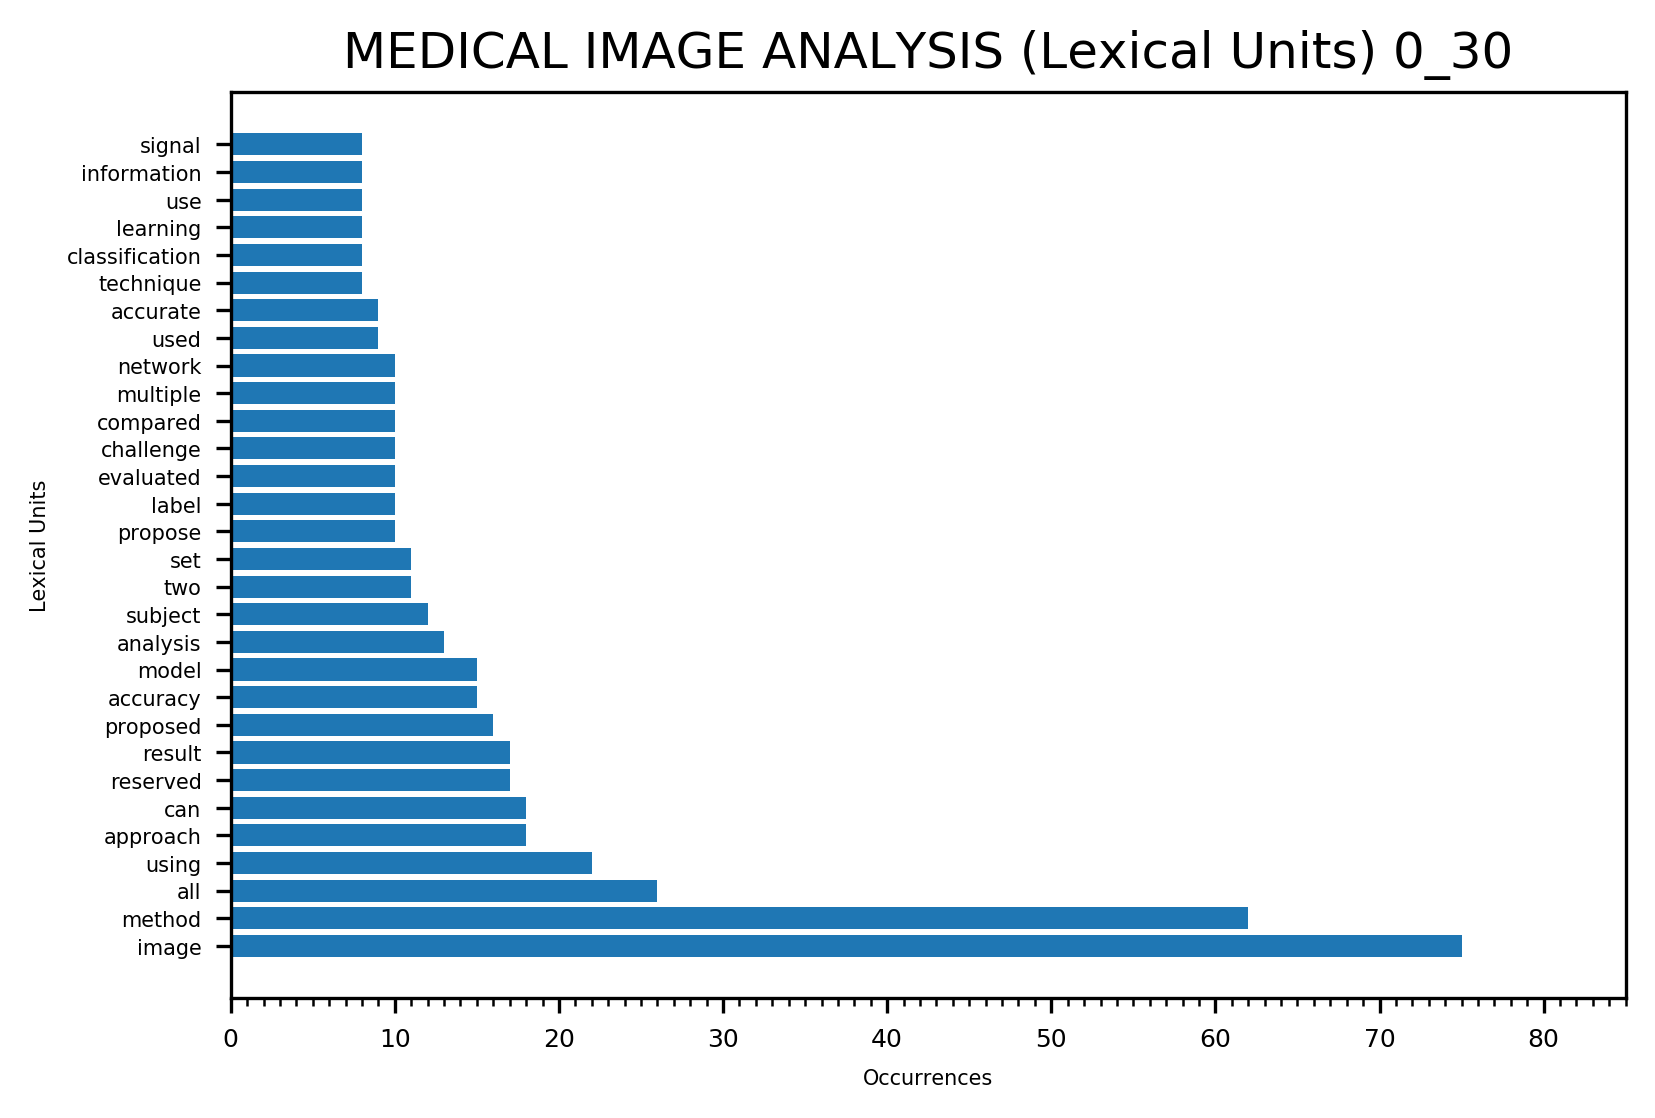 MEDICAL IMAGE ANALYSIS (Lexical Units) 0_30
Lexical Units
signal
information
use
learning
classification
technique
accurate
used
network
multiple
compared
challenge
evaluated
label
propose
set
two
subject
analysis
model
accuracy
proposed
result
reserved
can
approach
using
all
method
image
0 10 20 30 40 50 60 70 80
Occurrences